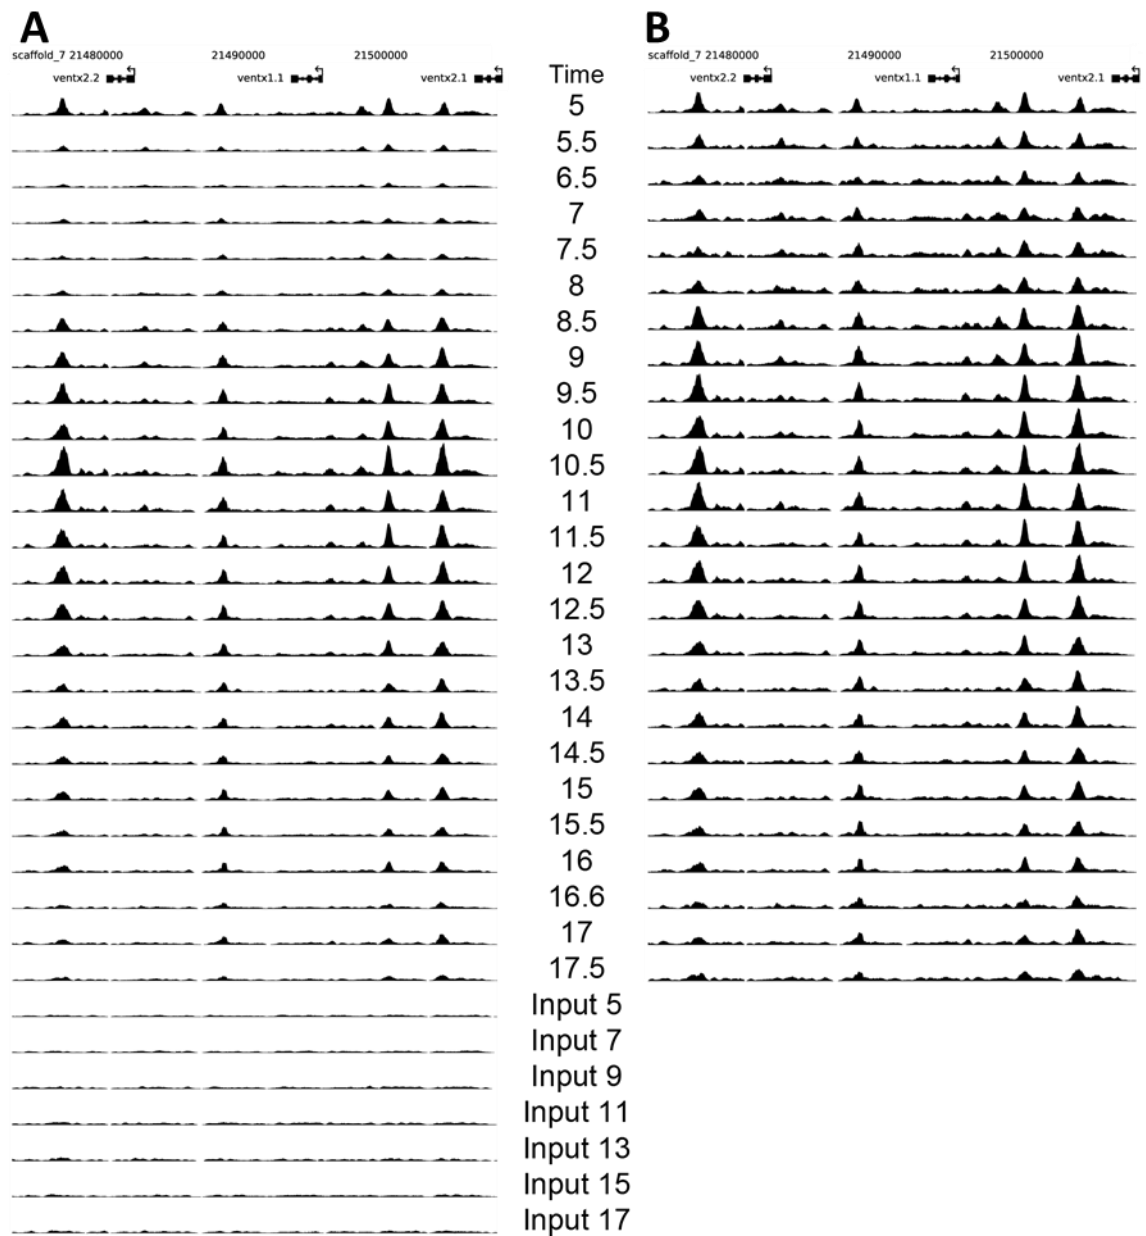 A B
scaffold_7 21480000 21490000 21500000
ventx2.2 ventx1.1 ventx2.1
scaffold_7 21480000 21490000 21500000
ventx2.2 ventx1.1 ventx2.1
Time
5
5.5
6.5
7
7.5
8
8.5
9
9.5
10
10.5
11
11.5
12
12.5
13
13.5
14
14.5
15
15.5
16
16.6
17
17.5
Input 5
Input 7
Input 9
Input 11
Input 13
Input 15
Input 17